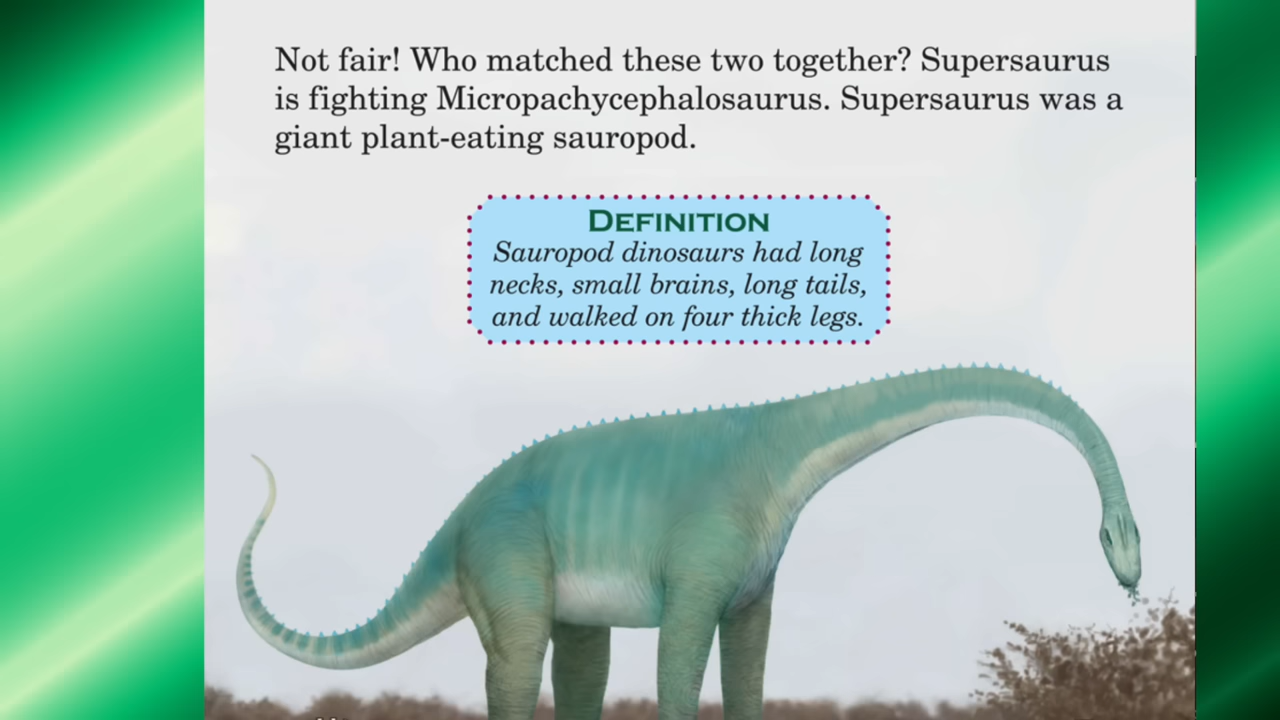 Not fair! Who matched these two together? Supersaurus
is fighting Micropachycephalosaurus. Supersaurus was a
giant plant-eating sauropod.
DEFINITION
Sauropod dinosaurs had long
necks, small brains, long tails,
and walked on four thick legs.